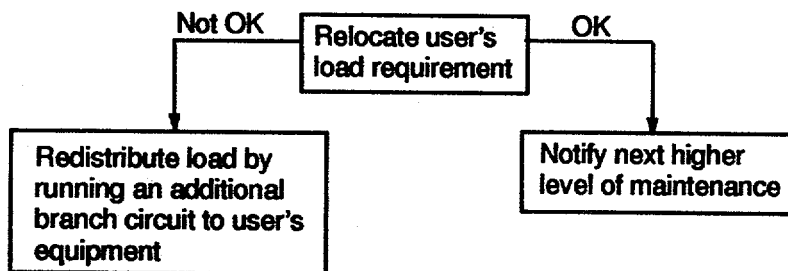 Not OK
Relocate user's
load requirement
OK
Redistribute load by
running an additional
branch circuit to user's
equipment
Notify next higher
level of maintenance